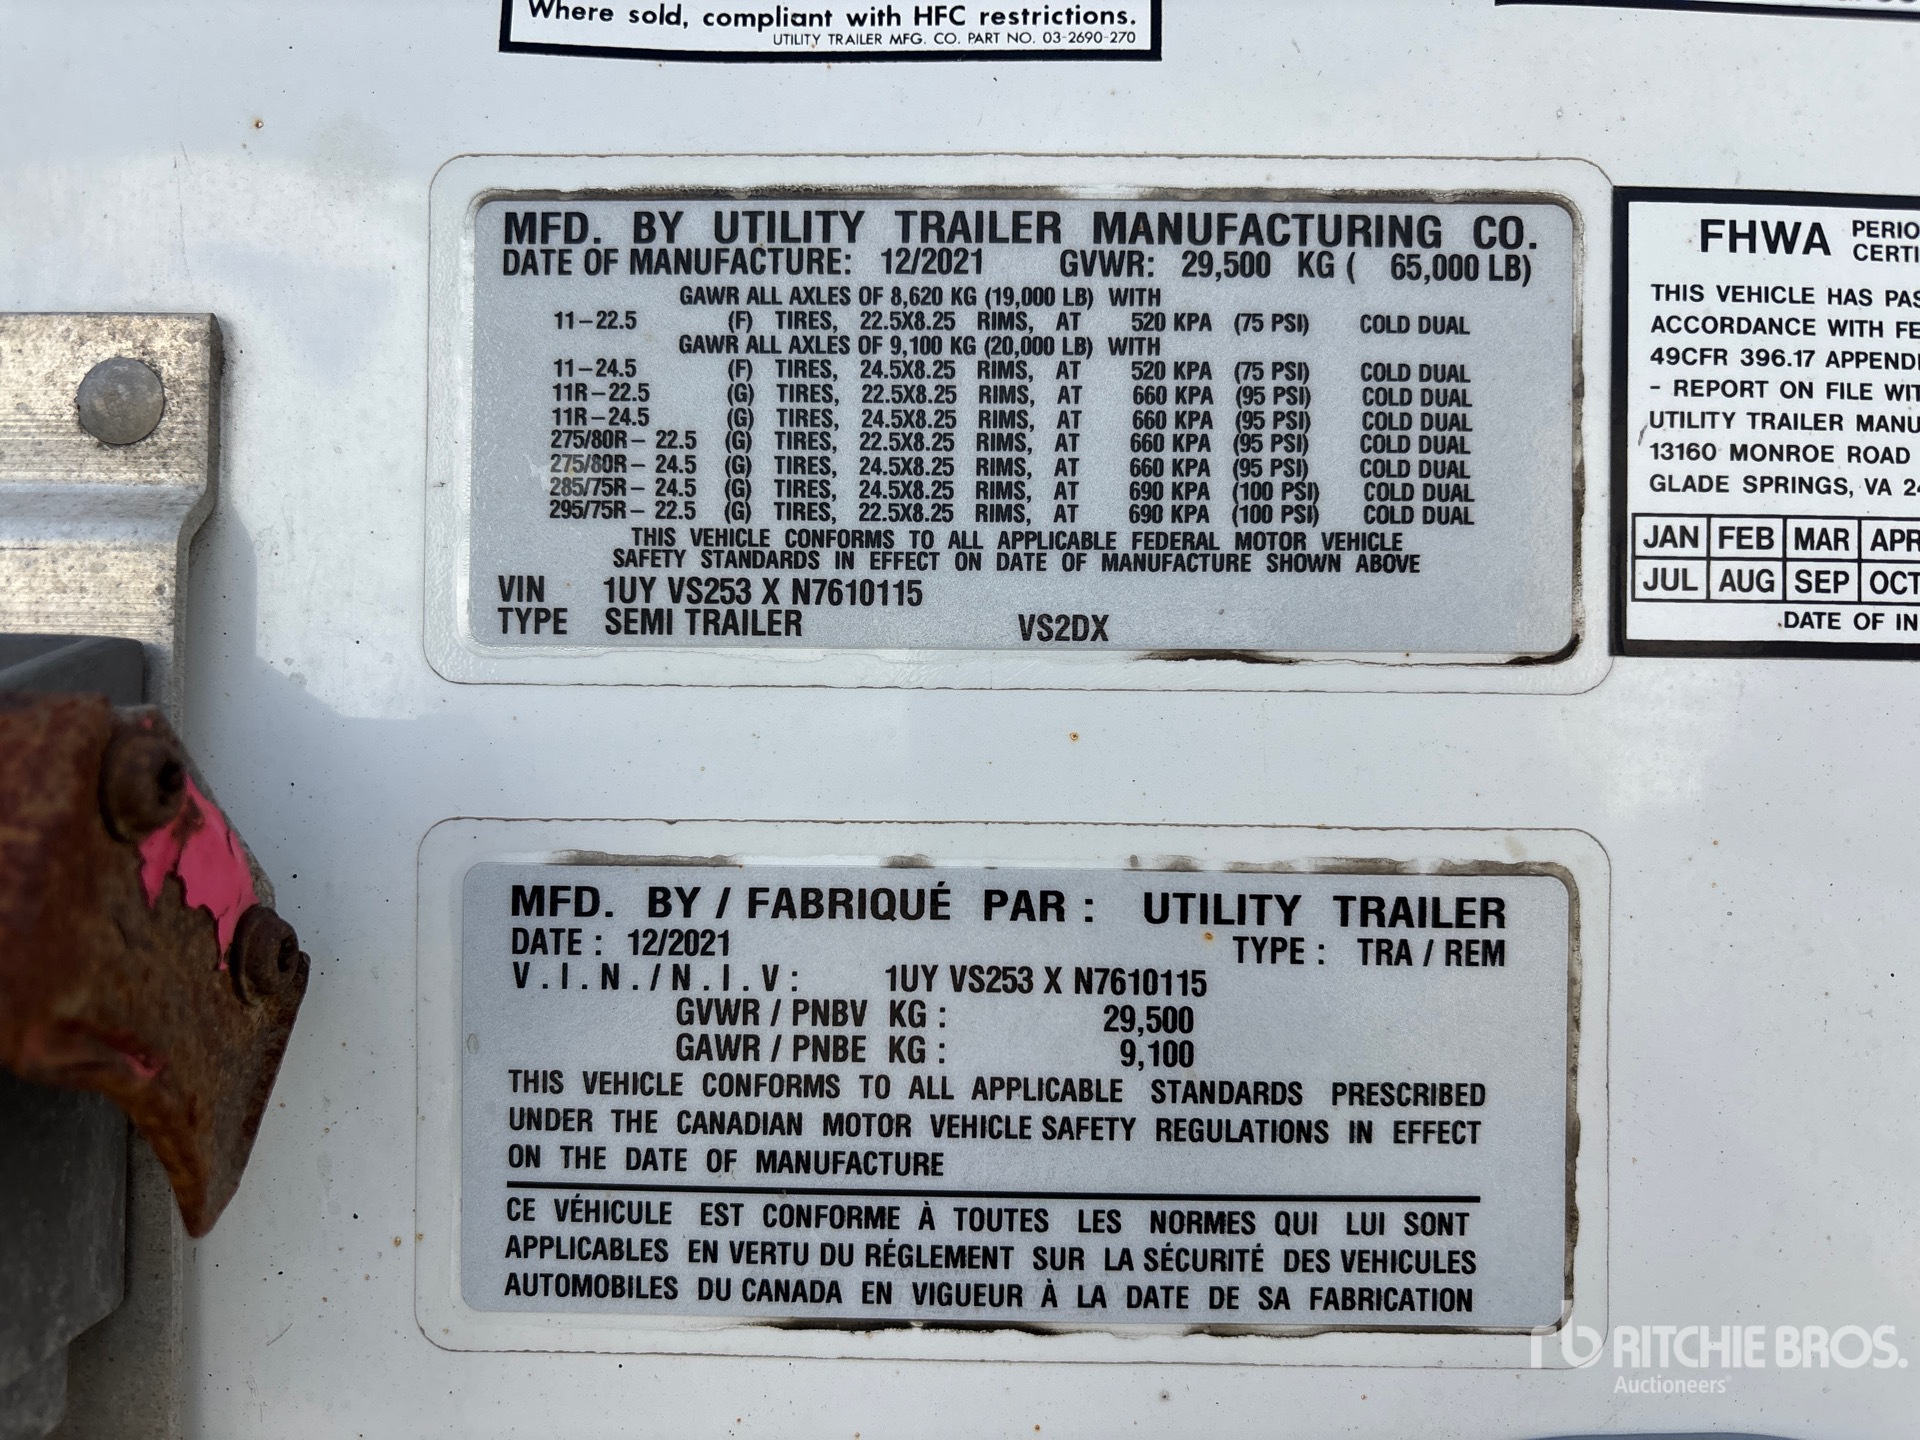 Where sold, compliant with HFC restrictions.
UTILITY TRAILER MFG. CO. PART NO. 03-2690-270
MFD. BY UTILITY TRAILER MANUFACTURING CO.
DATE OF MANUFACTURE: 12/2021 GVWR: 29,500 KG ( 65,000 LB)
GAWR ALL AXLES OF 8,620 KG (19,000 LB) WITH
11-22.5 (F) TIRES, 22.5X8.25 RIMS, AT 520 KPA (75 PSI) COLD DUAL
GAWR ALL AXLES OF 9,100 KG (20,000 LB) WITH
11-24.5 (F) TIRES, 24.5X8.25 RIMS, AT 520 KPA (75 PSI) COLD DUAL
11R-22.5 (G) TIRES, 22.5X8.25 RIMS, AT 660 KPA (95 PSI) COLD DUAL
11R-24.5 (G) TIRES, 24.5X8.25 RIMS, AT 660 KPA (95 PSI) COLD DUAL
275/80R- 22.5 (G) TIRES, 22.5X8.25 RIMS, AT 660 KPA (95 PSI) COLD DUAL
275/80R- 24.5 (G) TIRES, 24.5X8.25 RIMS, AT 660 KPA (95 PSI) COLD DUAL
285/75R- 24.5 (G) TIRES, 24.5X8.25 RIMS, AT 690 KPA (100 PSI) COLD DUAL
295/75R- 22.5 (G) TIRES, 22.5X8.25 RIMS, AT 690 KPA (100 PSI) COLD DUAL
THIS VEHICLE CONFORMS TO ALL APPLICABLE FEDERAL MOTOR VEHICLE
SAFETY STANDARDS IN EFFECT ON DATE OF MANUFACTURE SHOWN ABOVE
VIN 1UY VS253 X N7610115
TYPE SEMI TRAILER VS2DX
FHWA PERIO
CERTI
THIS VEHICLE HAS PAS
ACCORDANCE WITH FE
49CFR 396.17 APPENDI
- REPORT ON FILE WIT
UTILITY TRAILER MANU
13160 MONROE ROAD
GLADE SPRINGS, VA 24
JAN FEB MAR APR
JUL AUG SEP OCT
DATE OF IN
MFD. BY / FABRIQUÉ PAR : UTILITY TRAILER
DATE : 12/2021 TYPE : TRA / REM
V.I.N./N.I.V: 1UY VS253 X N7610115
GVWR / PNBV KG : 29,500
GAWR / PNBE KG : 9,100
THIS VEHICLE CONFORMS TO ALL APPLICABLE STANDARDS PRESCRIBED
UNDER THE CANADIAN MOTOR VEHICLE SAFETY REGULATIONS IN EFFECT
ON THE DATE OF MANUFACTURE
CE VÉHICULE EST CONFORME À TOUTES LES NORMES QUI LUI SONT
APPLICABLES EN VERTU DU RÉGLEMENT SUR LA SÉCURITÉ DES VEHICULES
AUTOMOBILES DU CANADA EN VIGUEUR À LA DATE DE SA FABRICATION
rb RITCHIE BROS.
Auctioneers